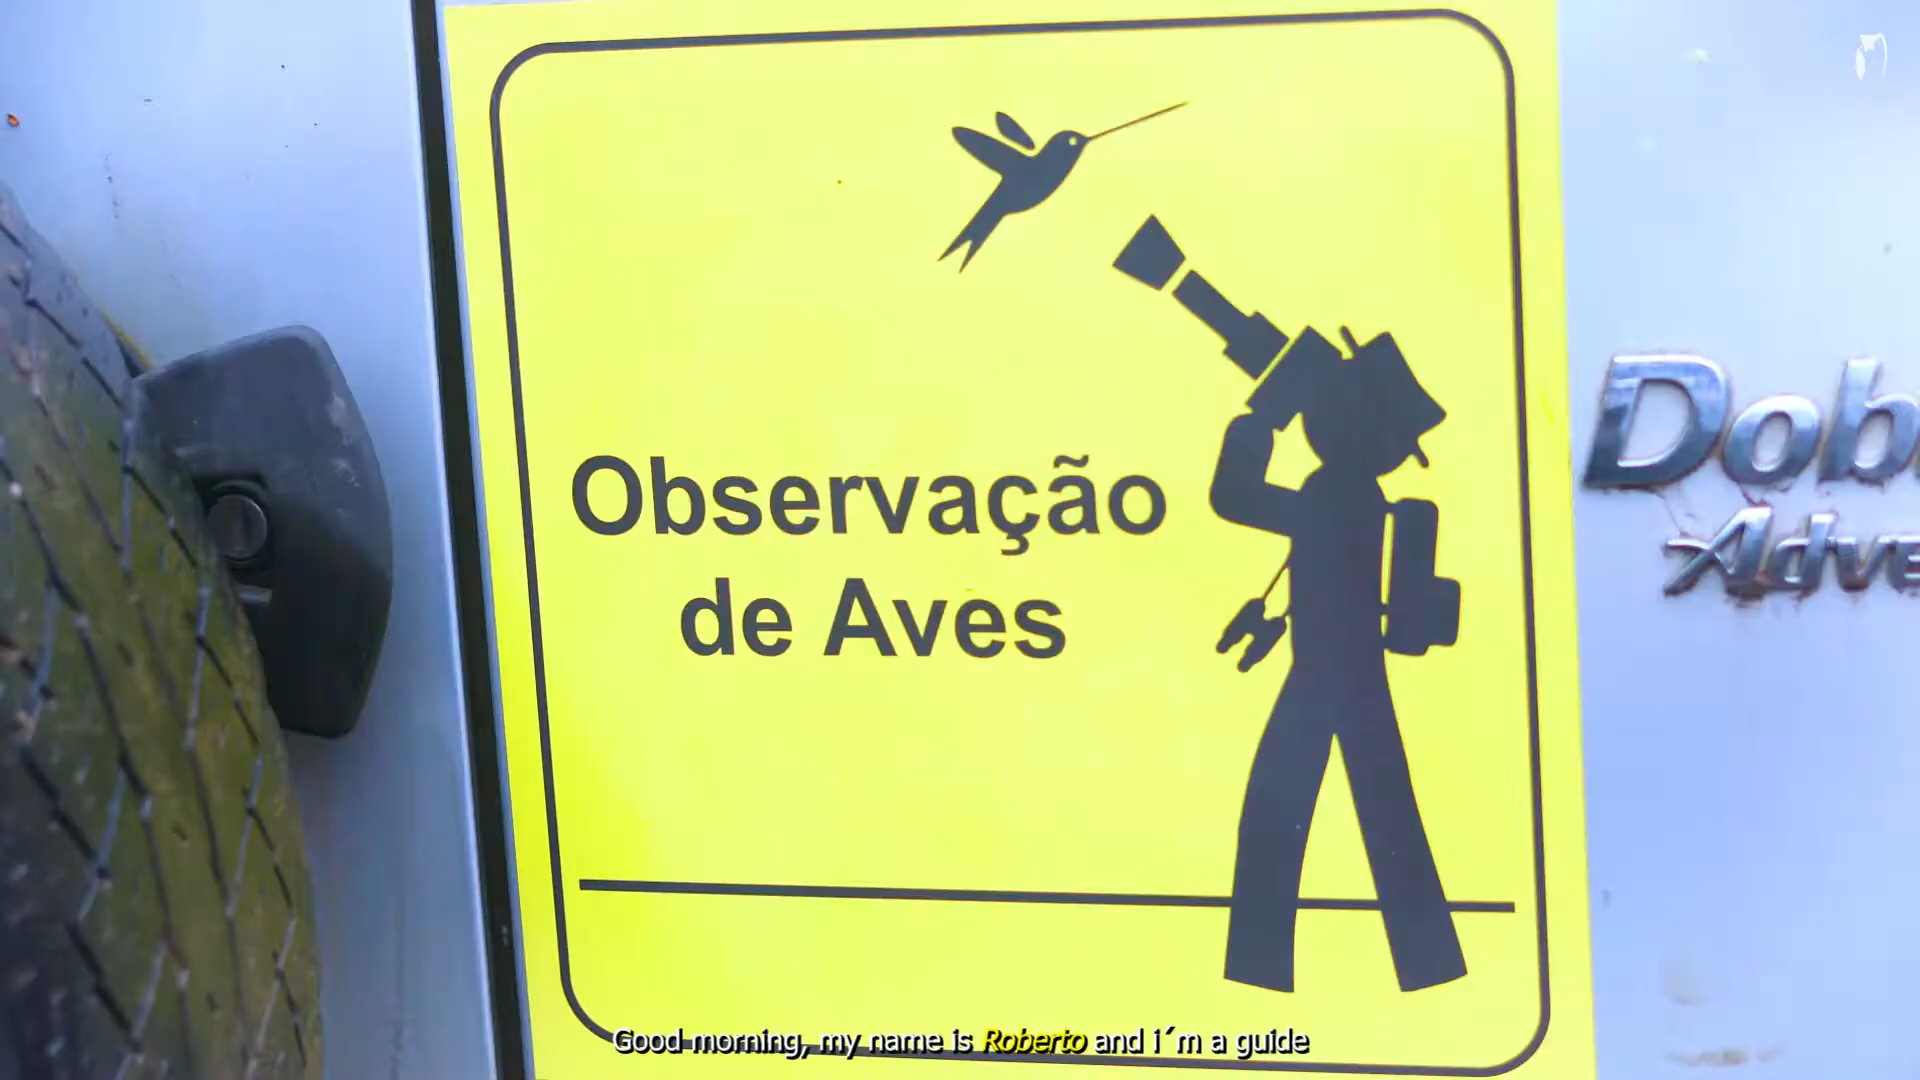 Observação
de Aves
Good morning, my name is Roberto and i´m a guide